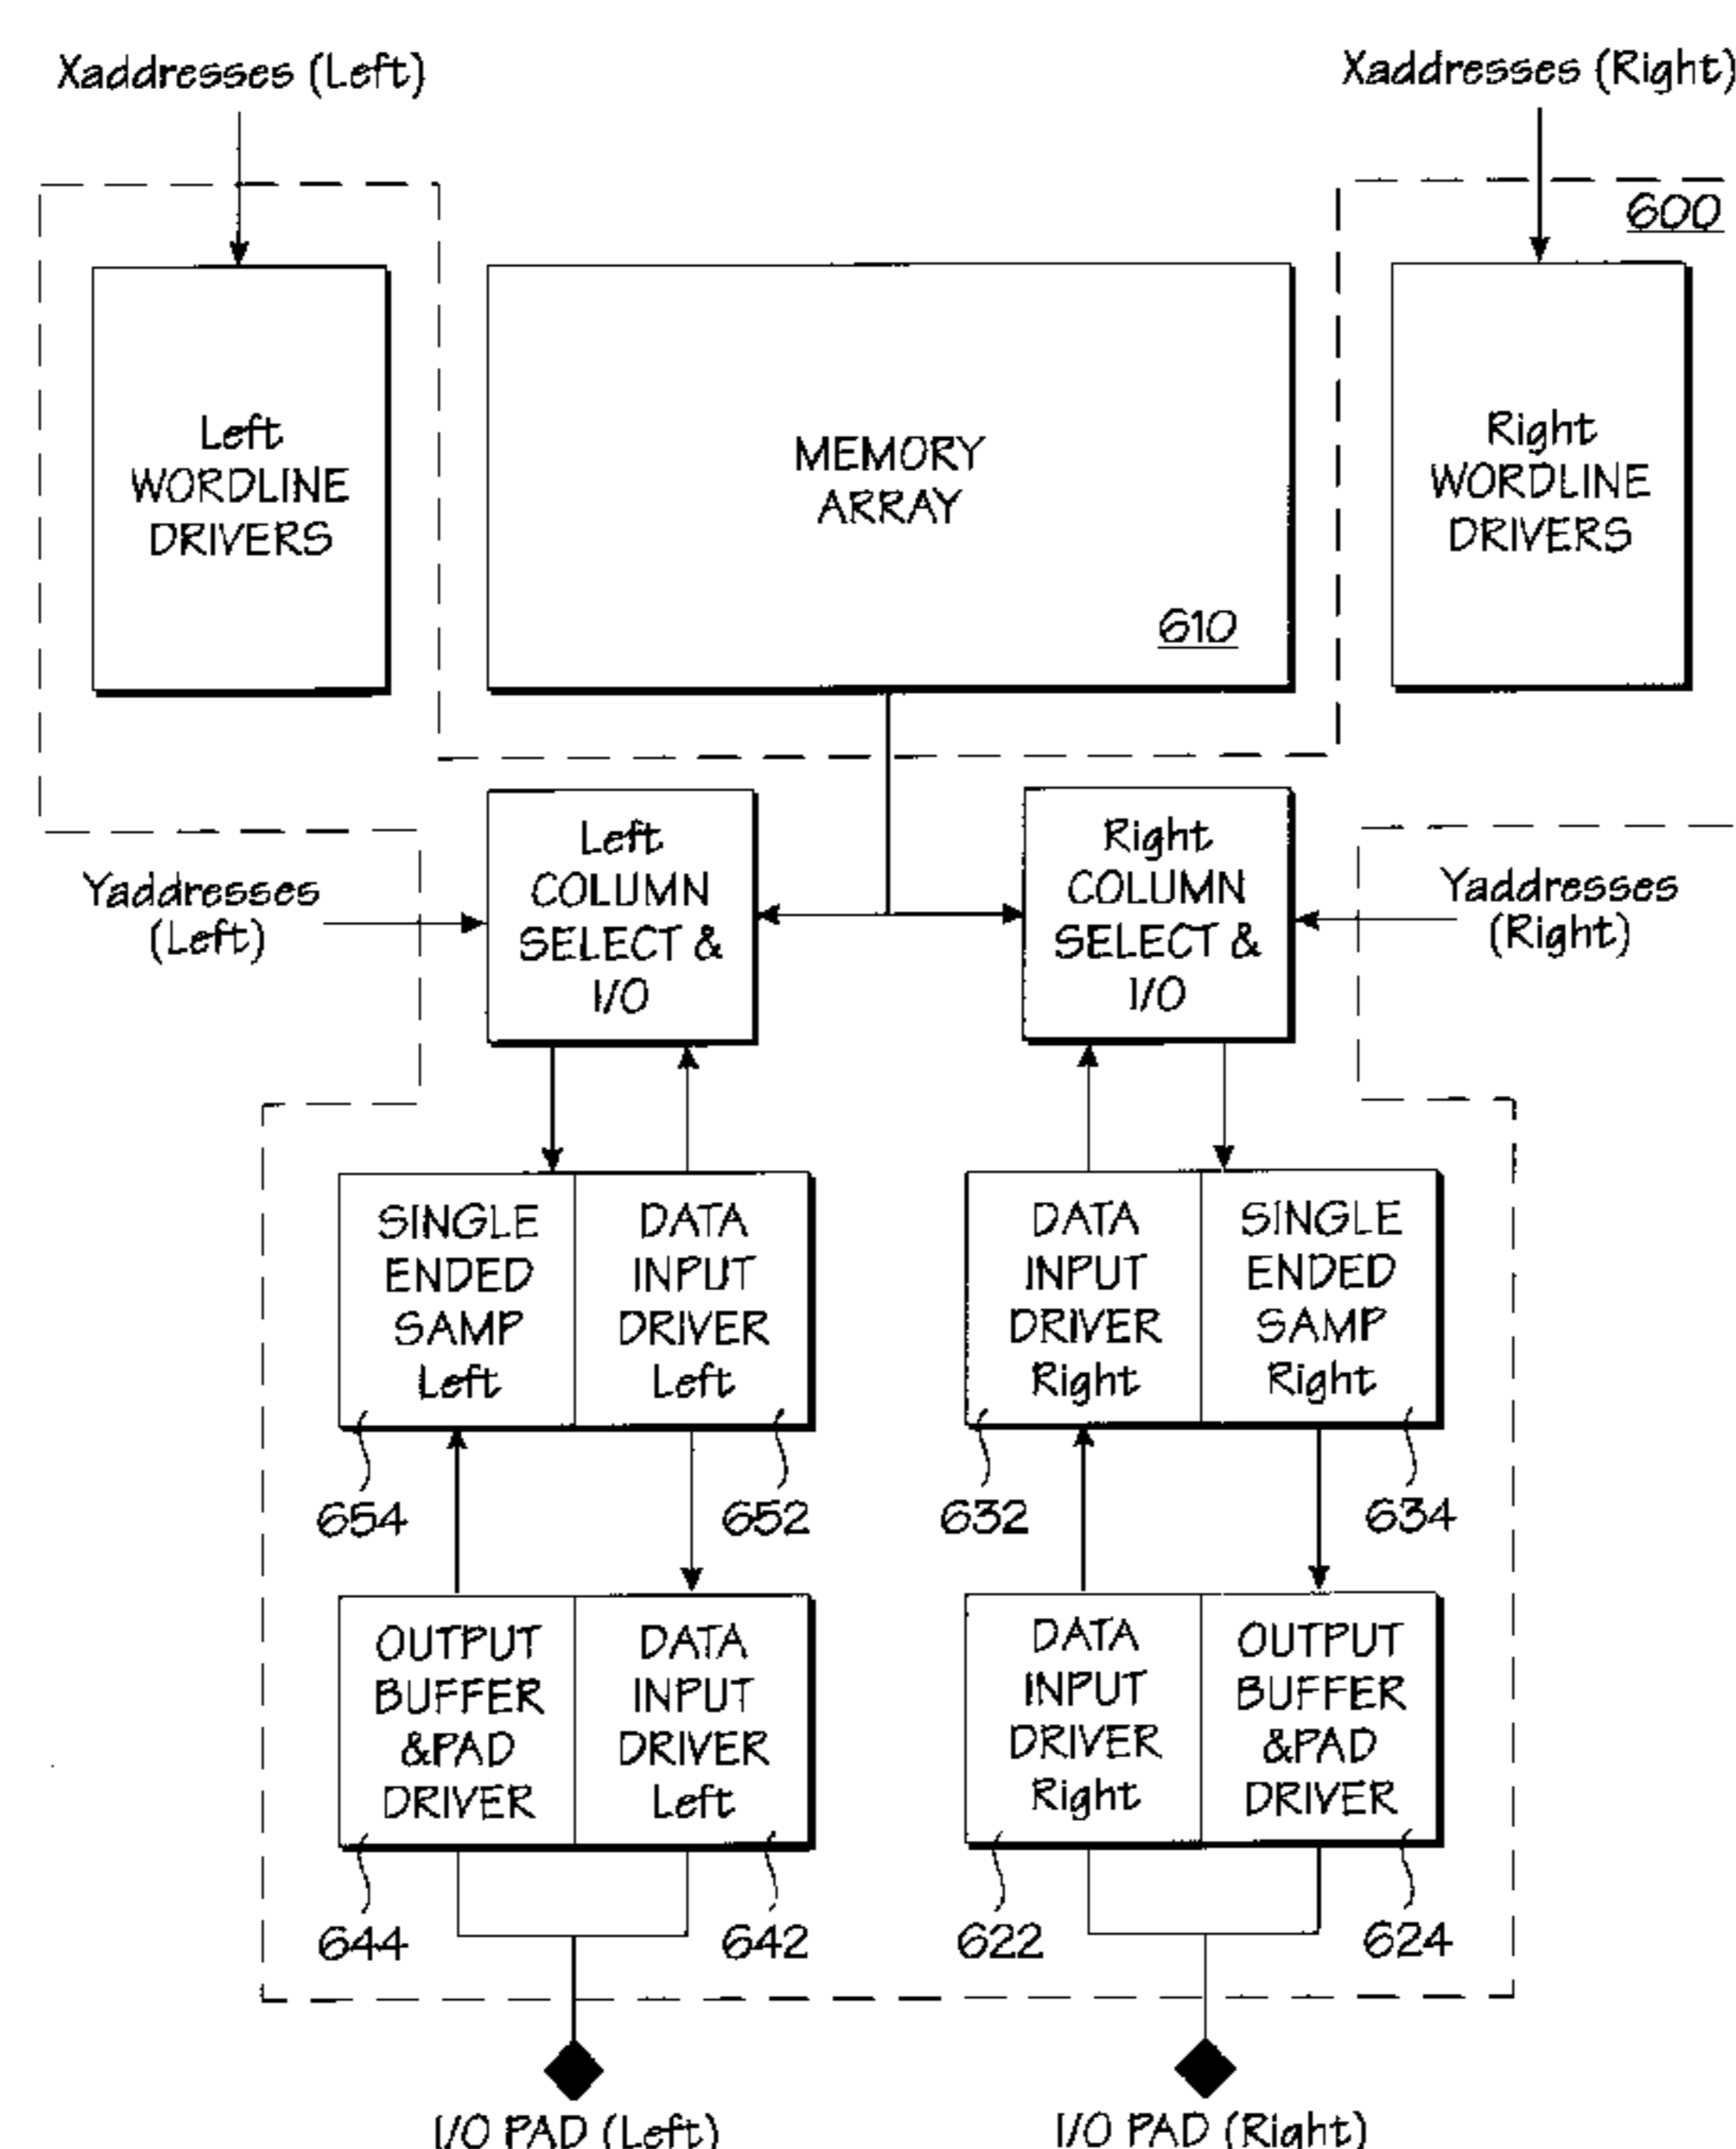 Xaddresses (Left)
Xaddresses (Right)
600
Left
WORDLINE
DRIVERS
MEMORY
ARRAY
610
Right
WORDLINE
DRIVERS
Yaddresses
(Left)
Left
COLUMN
SELECT &
I/O
Right
COLUMN
SELECT &
I/O
Yaddresses
(Right)
SINGLE
ENDED
SAMP
Left
DATA
INPUT
DRIVER
Left
DATA
INPUT
DRIVER
Right
SINGLE
ENDED
SAMP
Right
654
652
632
634
OUTPUT
BUFFER
&PAD
DRIVER
DATA
INPUT
DRIVER
Left
DATA
INPUT
DRIVER
Right
OUTPUT
BUFFER
&PAD
DRIVER
644
642
622
624
I/O PAD (Left)
I/O PAD (Right)